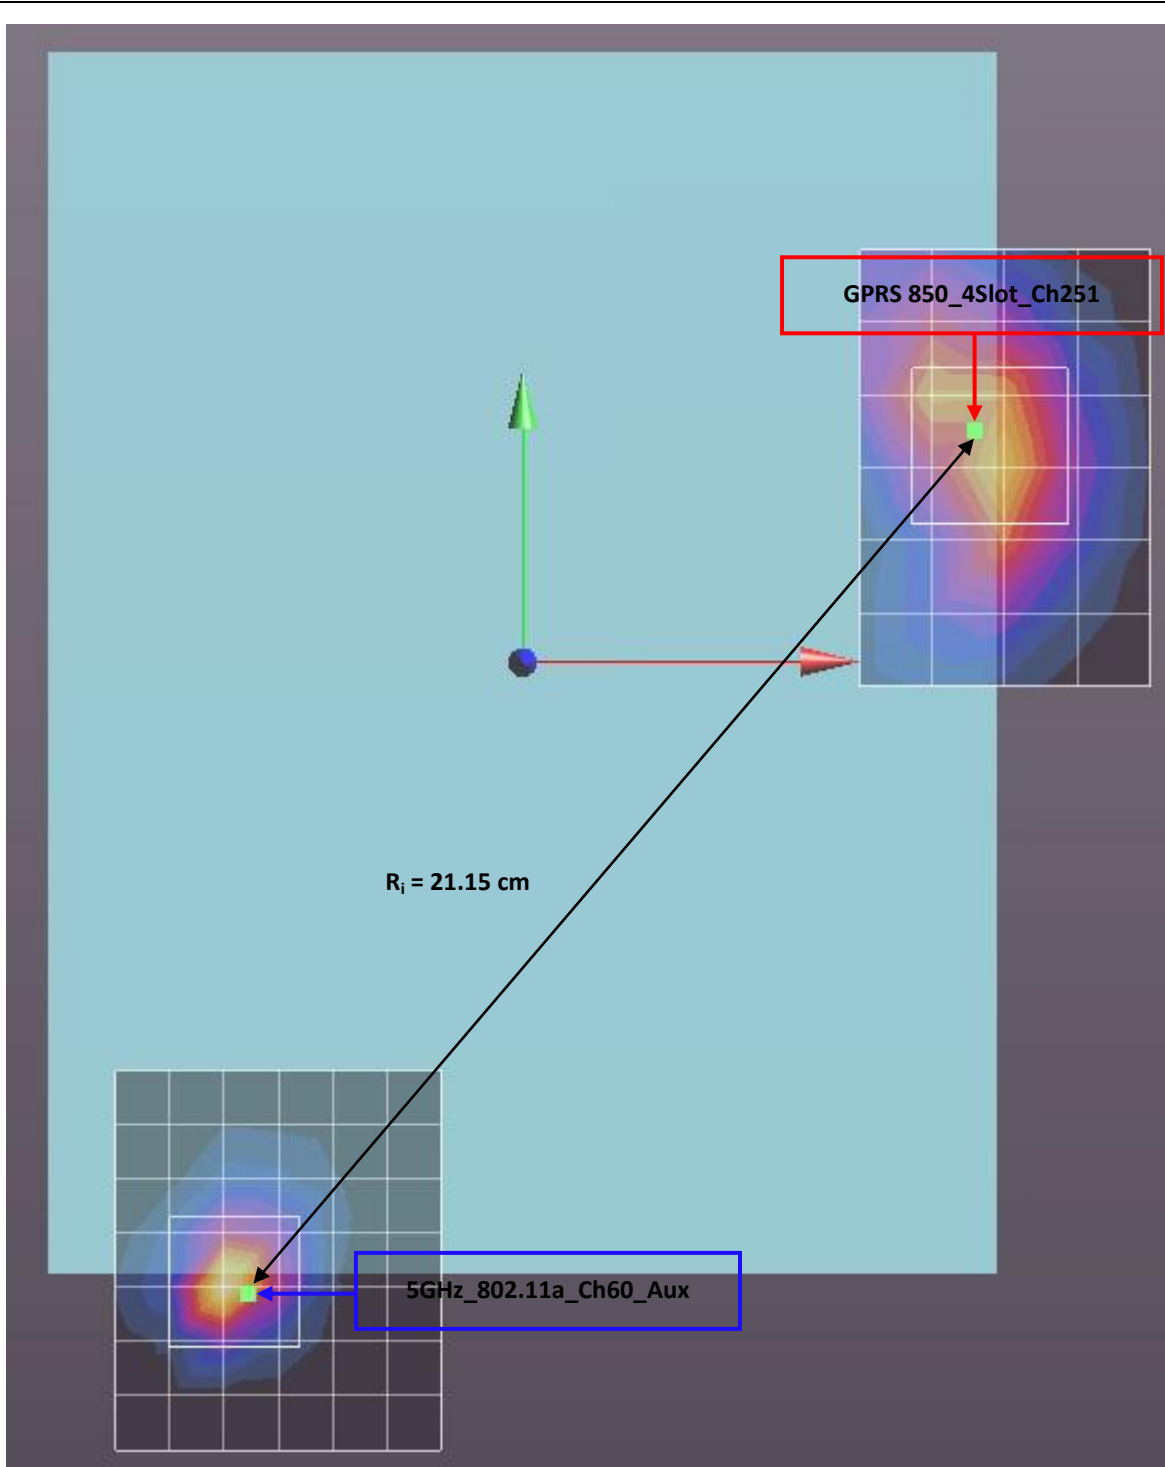 GPRS 850_4Slot_Ch251
Rᵢ = 21.15 cm
5GHz_802.11a_Ch60_Aux